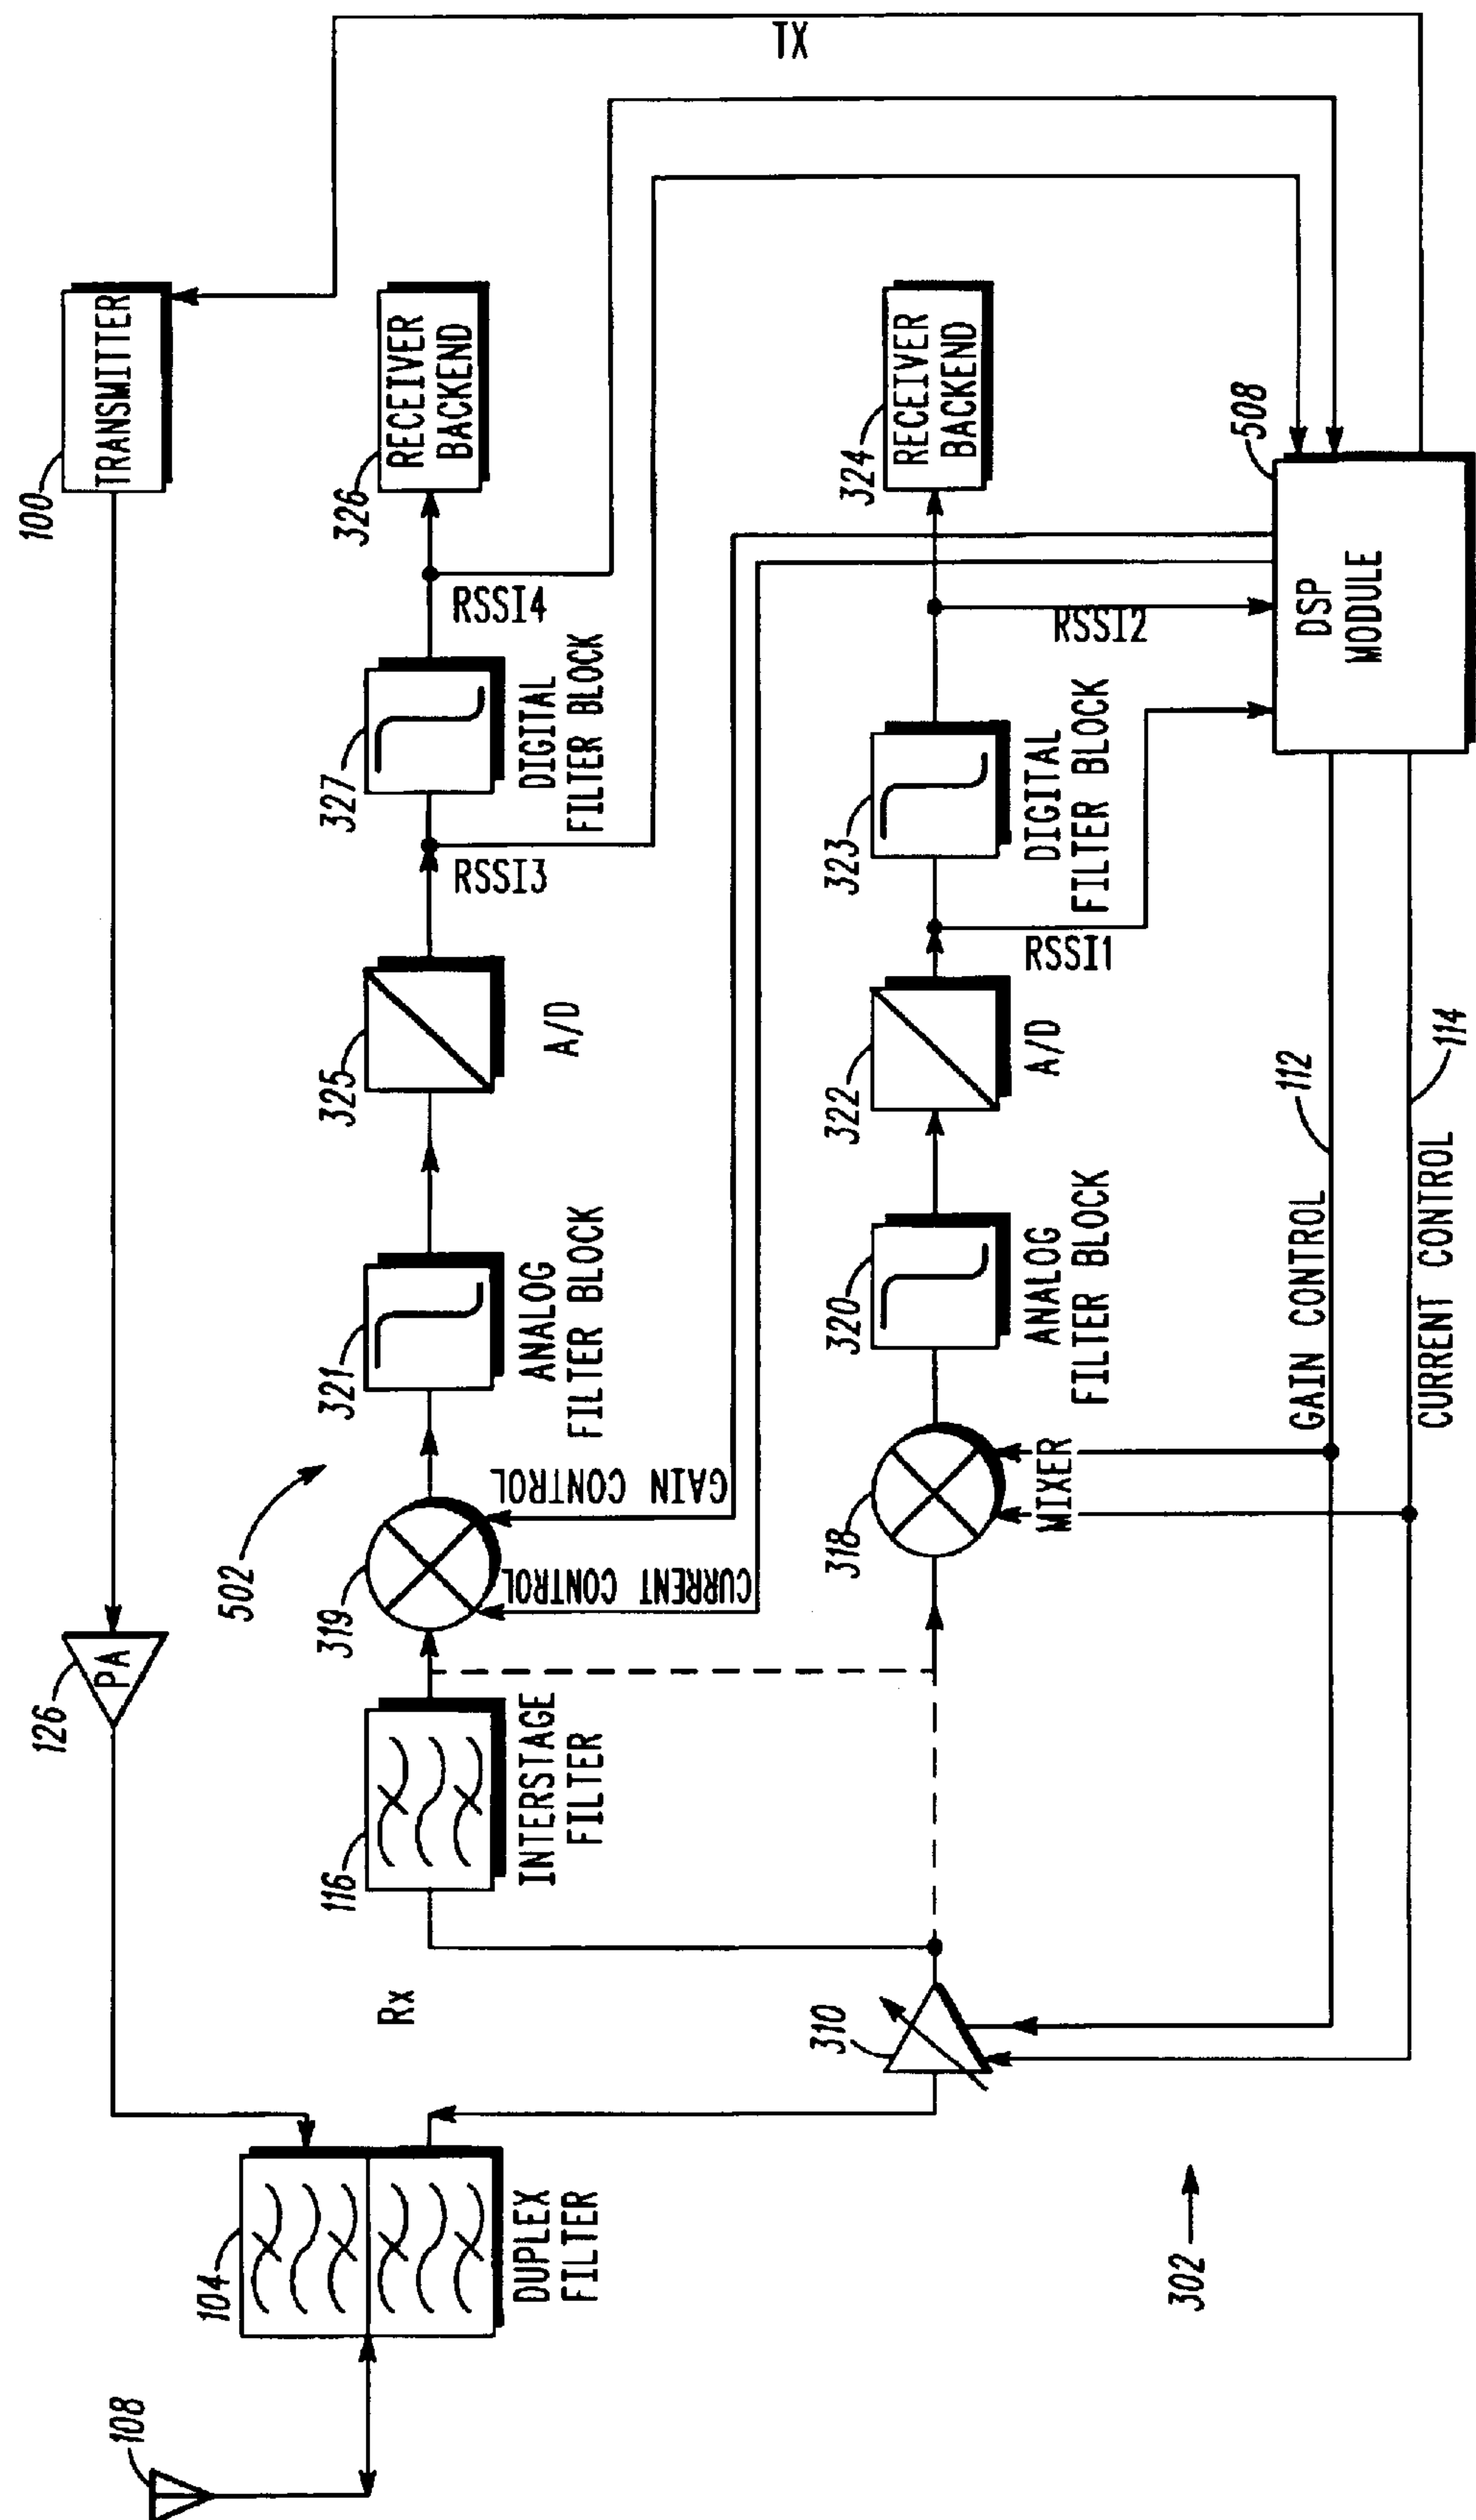 108
104
DUPLEX
FILTER
126
PA
100
TRANSMITTER
TX
Rx
502
116
INTERSTAGE
FILTER
319
GAIN CONTROL
CURRENT CONTROL
321
ANALOG
FILTER BLOCK
325
A/D
RSSI3
327
DIGITAL
FILTER BLOCK
RSSI4
326
RECEIVER
BACKEND
310
318
MIXER
320
ANALOG
FILTER BLOCK
322
A/D
RSSI1
323
DIGITAL
FILTER BLOCK
RSSI2
324
RECEIVER
BACKEND
302
GAIN CONTROL
112
CURRENT CONTROL
114
508
DSP
MODULE